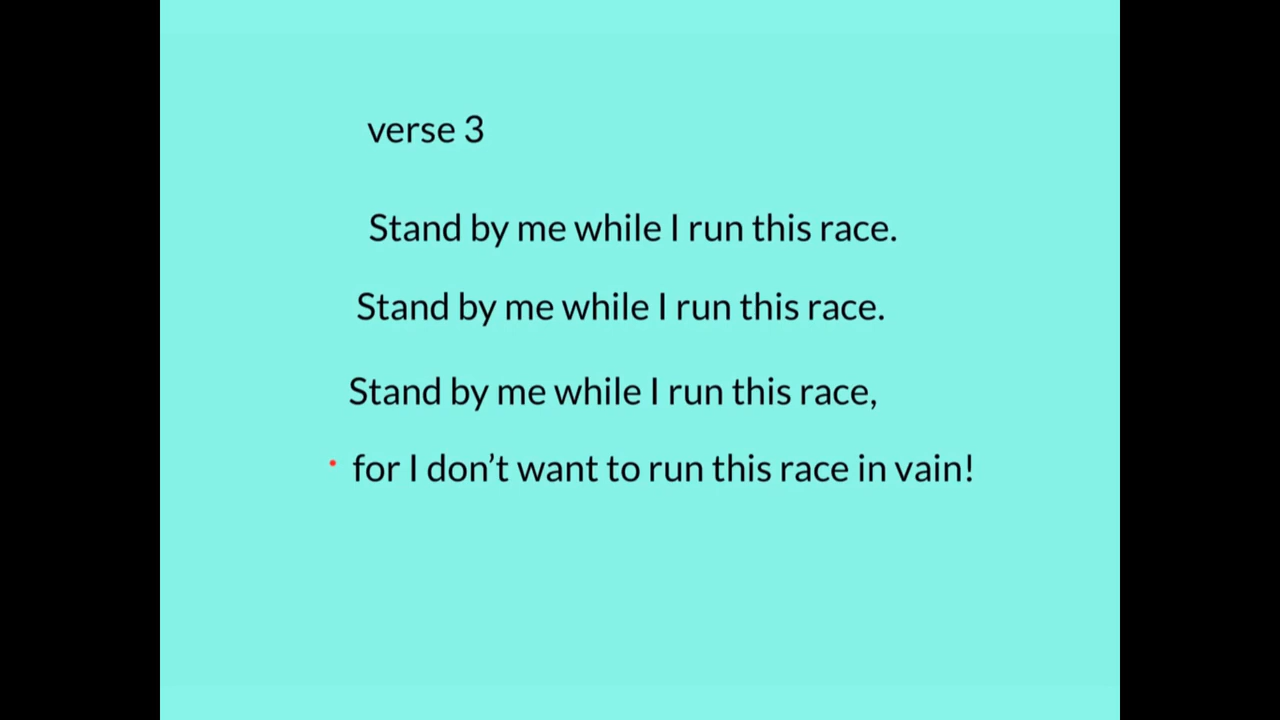 verse 3
Stand by me while I run this race.
Stand by me while I run this race.
Stand by me while I run this race,
for I don’t want to run this race in vain!